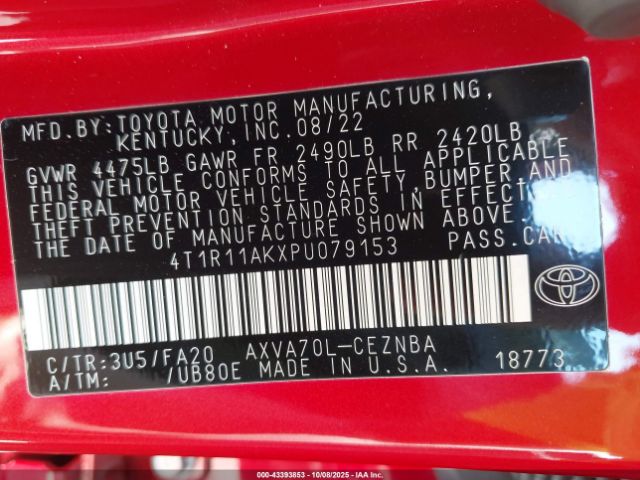 MFD. BY: TOYOTA MOTOR MANUFACTURING,
KENTUCKY, INC. 08/22
GVWR 4475LB GAWR FR 2490LB RR 2420LB
THIS VEHICLE CONFORMS TO ALL APPLICABLE
FEDERAL MOTOR VEHICLE SAFETY, BUMPER AND
THEFT PREVENTION STANDARDS IN EFFECT ON
THE DATE OF MANUFACTURE SHOWN ABOVE.
4T1R11AKXPU079153 PASS. CAR
C/TR: 3U5/FA20 AXVA70L-CEZNBA
A/TM: /UB80E MADE IN U.S.A. 18773
000-43393853 | 10/08/2025 - IAA Inc.